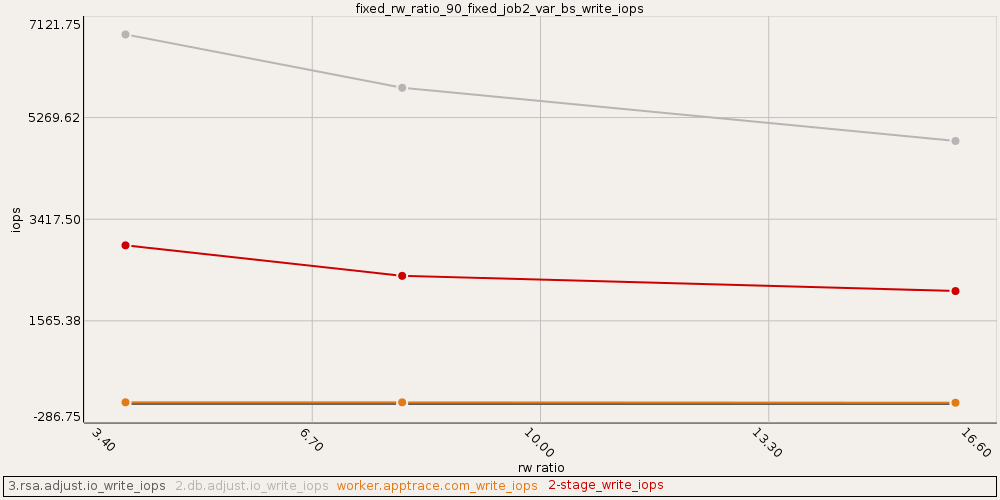 fixed_rw_ratio_90_fixed_job2_var_bs_write_iops
7121.75
5269.62
3417.50
1565.38
-286.75
iops
3.40 6.70 10.00 13.30 16.60
rw ratio
3.rsa.adjust.io_write_iops 2.db.adjust.io_write_iops worker.apptrace.com_write_iops 2-stage_write_iops